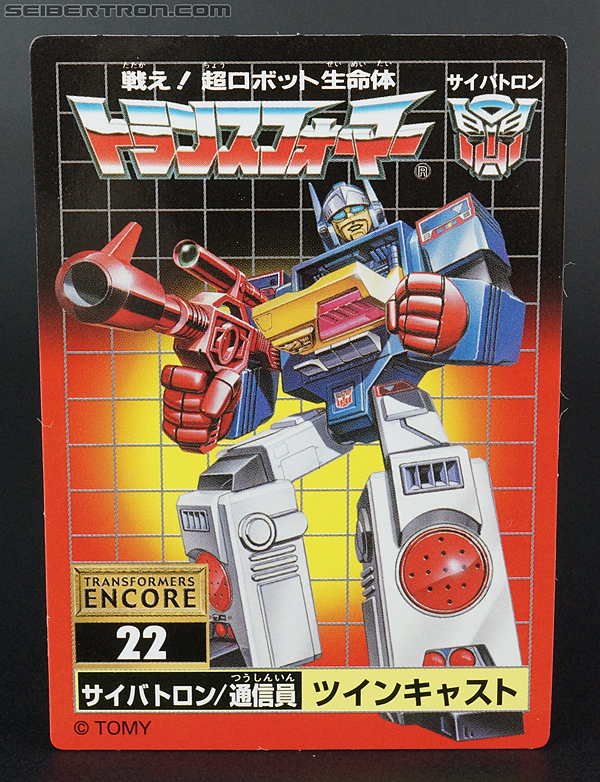 SEIBERTRON.COM
たたか ちょう せいめい たい
戦え! 超ロボット生命体
サイバトロン
トランスフォーマー
®
TRANSFORMERS
ENCORE
22
つうしんいん
サイバトロン/通信員 ツインキャスト
© TOMY